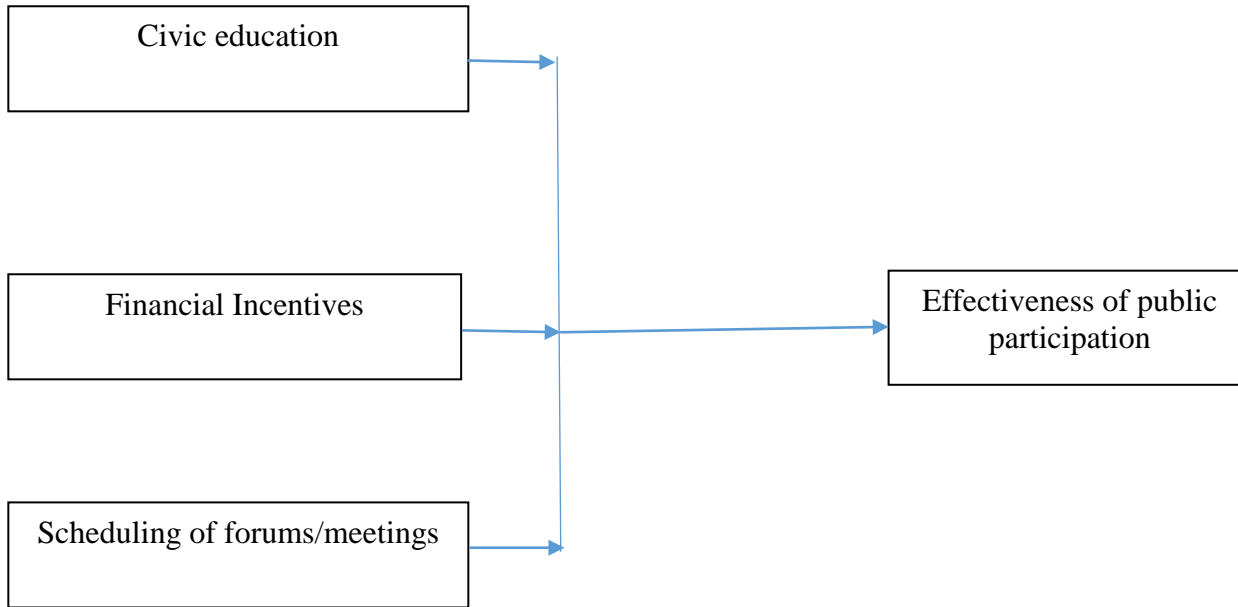 Civic education
Financial Incentives
Effectiveness of public
participation
Scheduling of forums/meetings